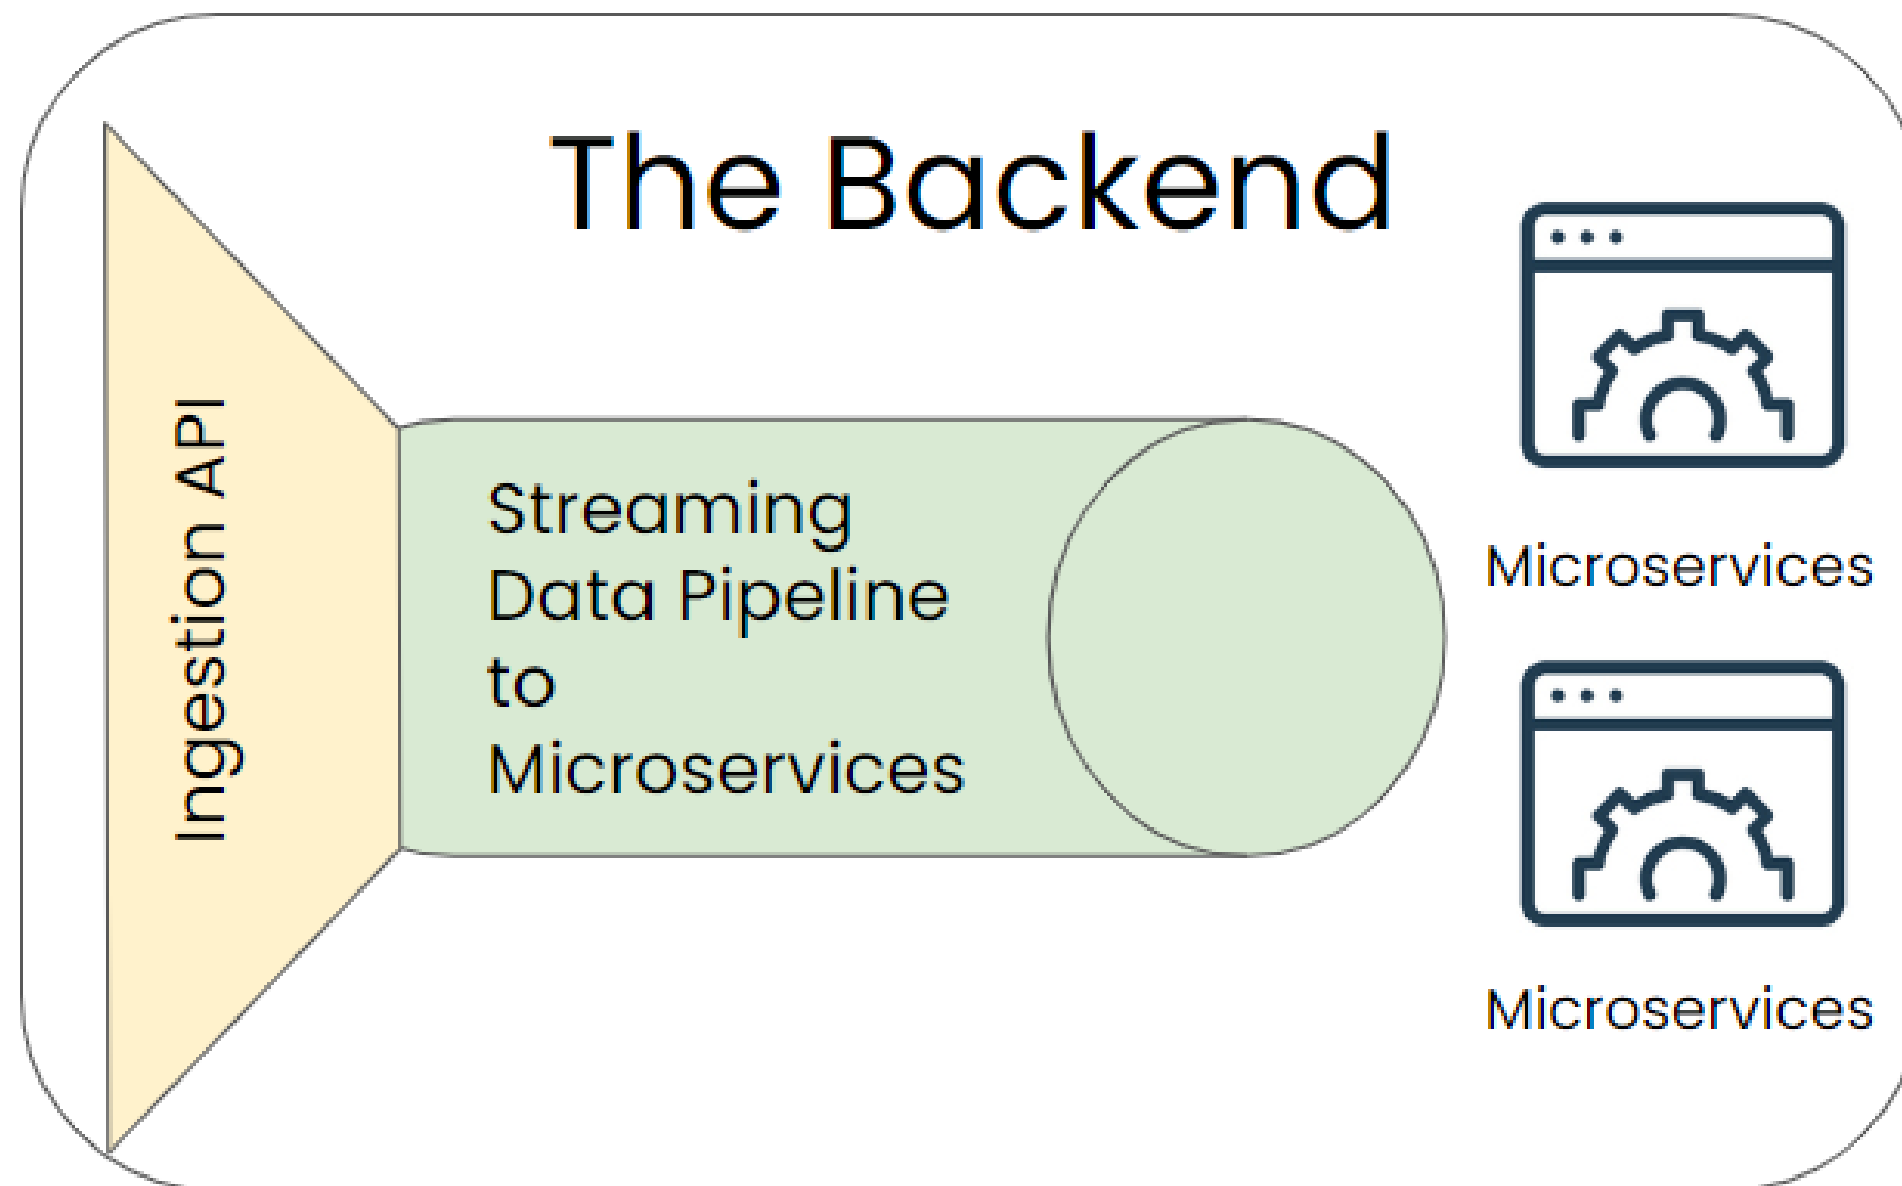 The Backend
Ingestion API
Streaming
Data Pipeline
to
Microservices
Microservices
Microservices